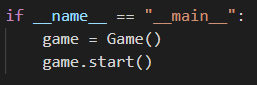 if __name__ == "__main__":
    game = Game()
    game.start()